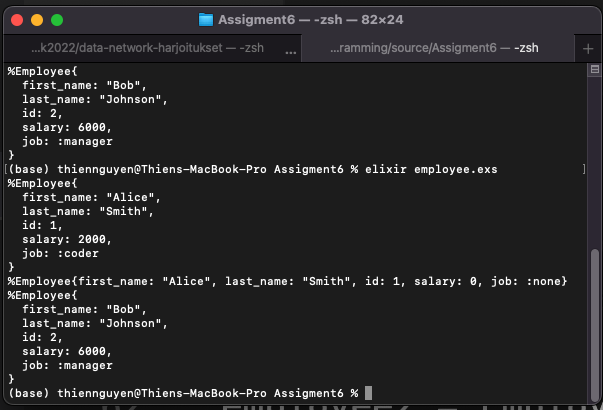 Assigment6 — -zsh — 82×24
...k2022/data-network-harjoitukset — -zsh ... ...ramming/source/Assigment6 — -zsh +
%Employee{
  first_name: "Bob",
  last_name: "Johnson",
  id: 2,
  salary: 6000,
  job: :manager
}
[(base) thiennguyen@Thiens-MacBook-Pro Assigment6 % elixir employee.exs ]
%Employee{
  first_name: "Alice",
  last_name: "Smith",
  id: 1,
  salary: 2000,
  job: :coder
}
%Employee{first_name: "Alice", last_name: "Smith", id: 1, salary: 0, job: :none}
%Employee{
  first_name: "Bob",
  last_name: "Johnson",
  id: 2,
  salary: 6000,
  job: :manager
}
(base) thiennguyen@Thiens-MacBook-Pro Assigment6 %